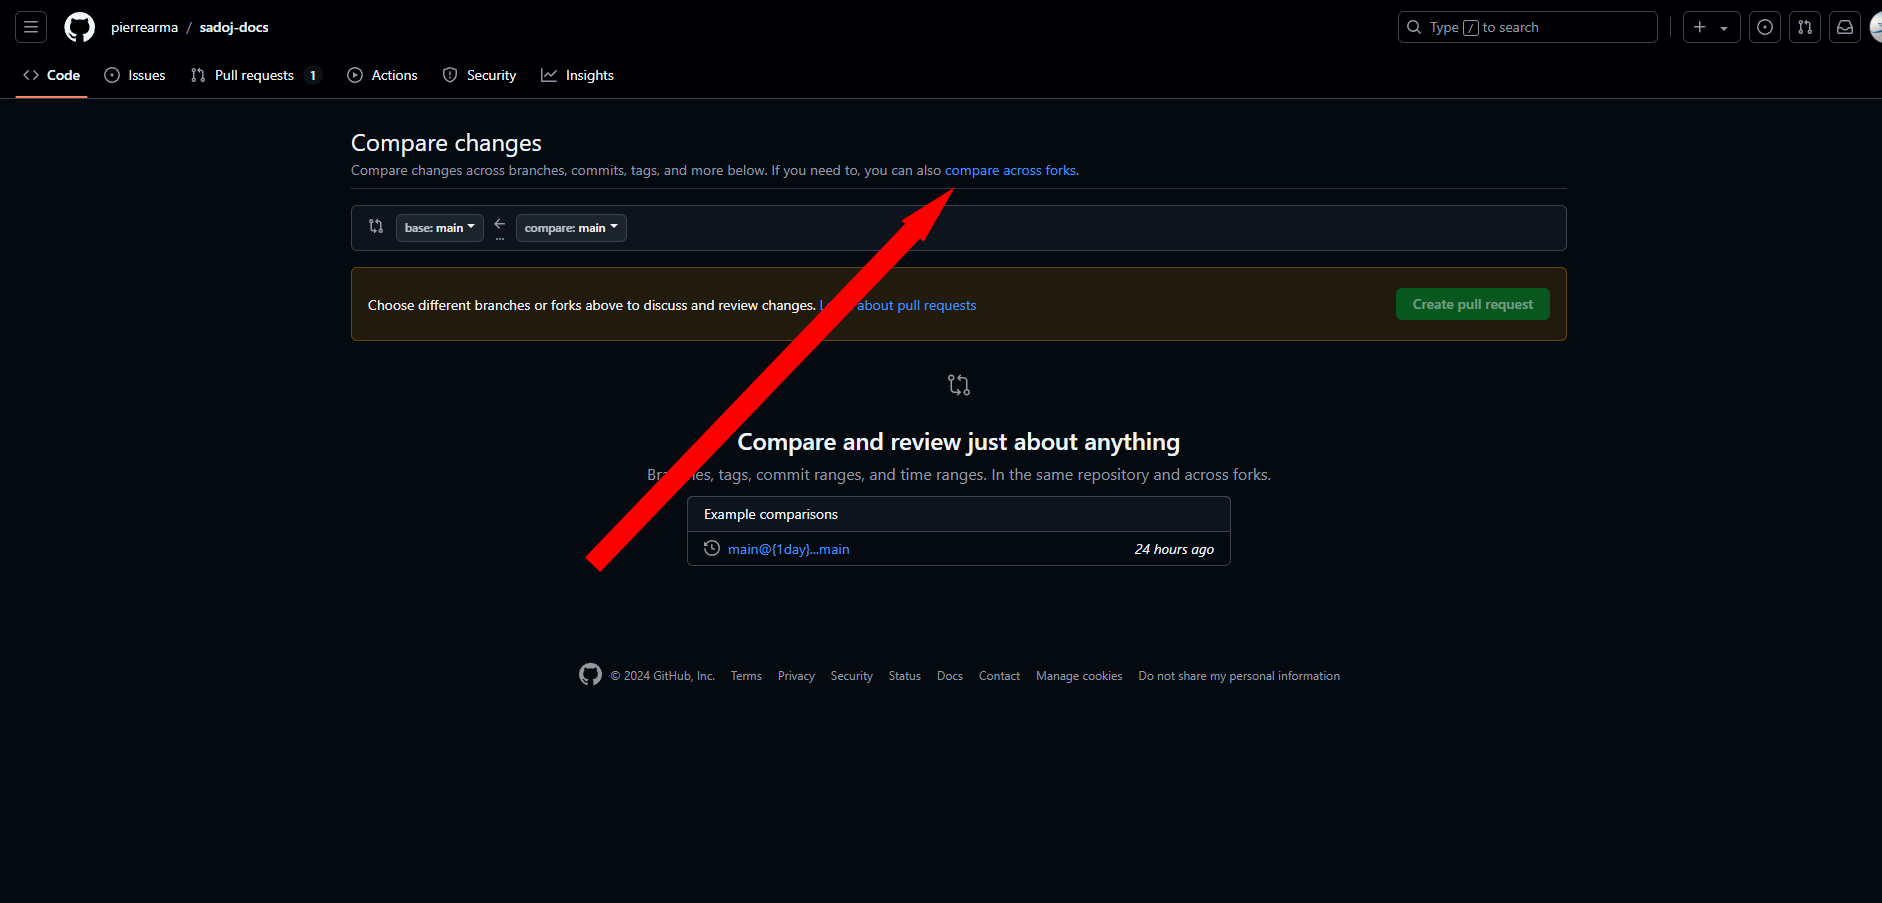 pierrearma / sadoj-docs
Type / to search
Code Issues Pull requests 1 Actions Security Insights
Compare changes
Compare changes across branches, commits, tags, and more below. If you need to, you can also compare across forks.
base: main compare: main
Choose different branches or forks above to discuss and review changes. about pull requests
Create pull request
Compare and review just about anything
tags, commit ranges, and time ranges. In the same repository and across forks.
Example comparisons
main@{1day}...main 24 hours ago
© 2024 GitHub, Inc. Terms Privacy Security Status Docs Contact Manage cookies Do not share my personal information